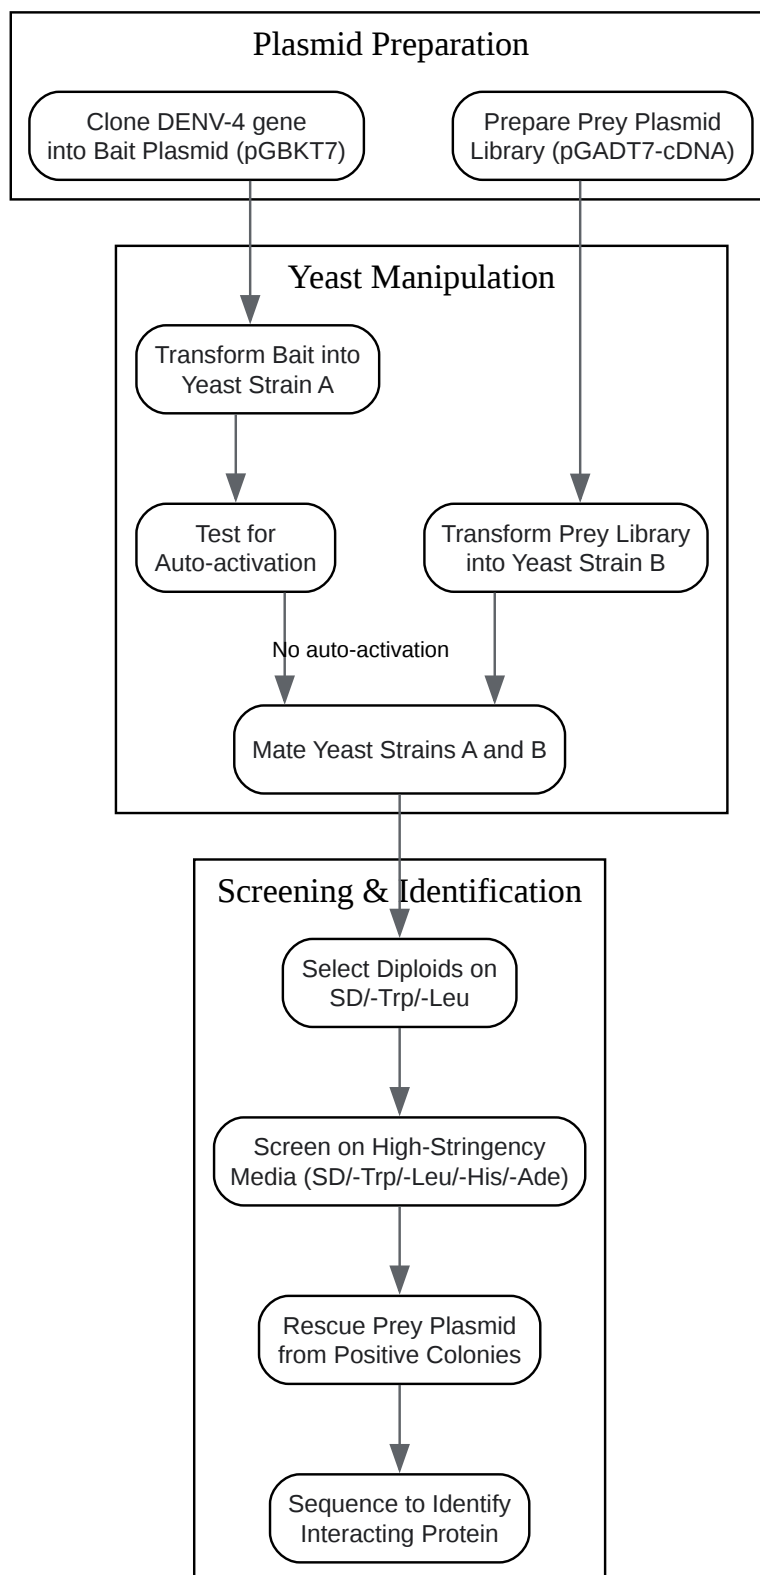 Plasmid Preparation
Clone DENV-4 gene
into Bait Plasmid (pGBKT7)
Prepare Prey Plasmid
Library (pGADT7-cDNA)
Yeast Manipulation
Transform Bait into
Yeast Strain A
Test for
Auto-activation
Transform Prey Library
into Yeast Strain B
No auto-activation
Mate Yeast Strains A and B
Screening & Identification
Select Diploids on
SD/-Trp/-Leu
Screen on High-Stringency
Media (SD/-Trp/-Leu/-His/-Ade)
Rescue Prey Plasmid
from Positive Colonies
Sequence to Identify
Interacting Protein